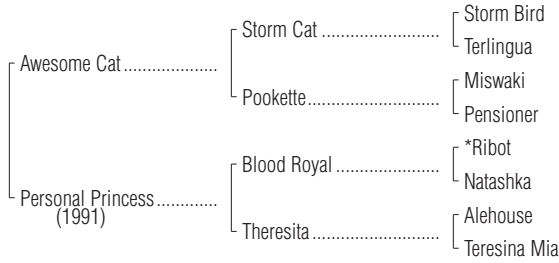 Storm Bird
Storm Cat ....................
Terlingua
Awesome Cat ....................
Miswaki
Pookette ............................
Pensioner
*Ribot
Blood Royal ......................
Natashka
Personal Princess .............
(1991)
Alehouse
Theresita ...........................
Teresina Mia